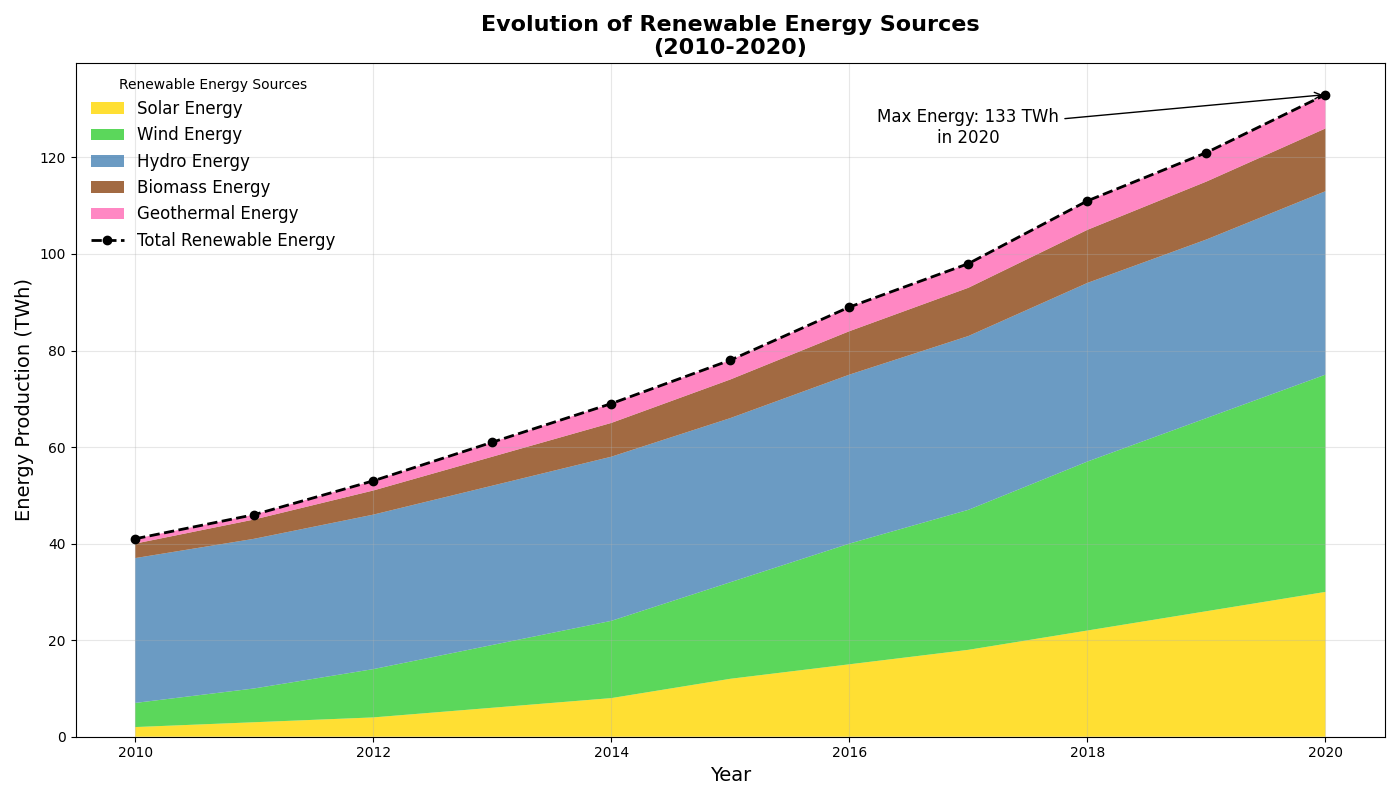 Evolution of Renewable Energy Sources
(2010-2020)
Renewable Energy Sources
Solar Energy
Wind Energy
Hydro Energy
Biomass Energy
Geothermal Energy
Total Renewable Energy
Max Energy: 133 TWh
in 2020
Energy Production (TWh)
120
100
80
60
40
20
0
2010
2012
2014
2016
2018
2020
Year